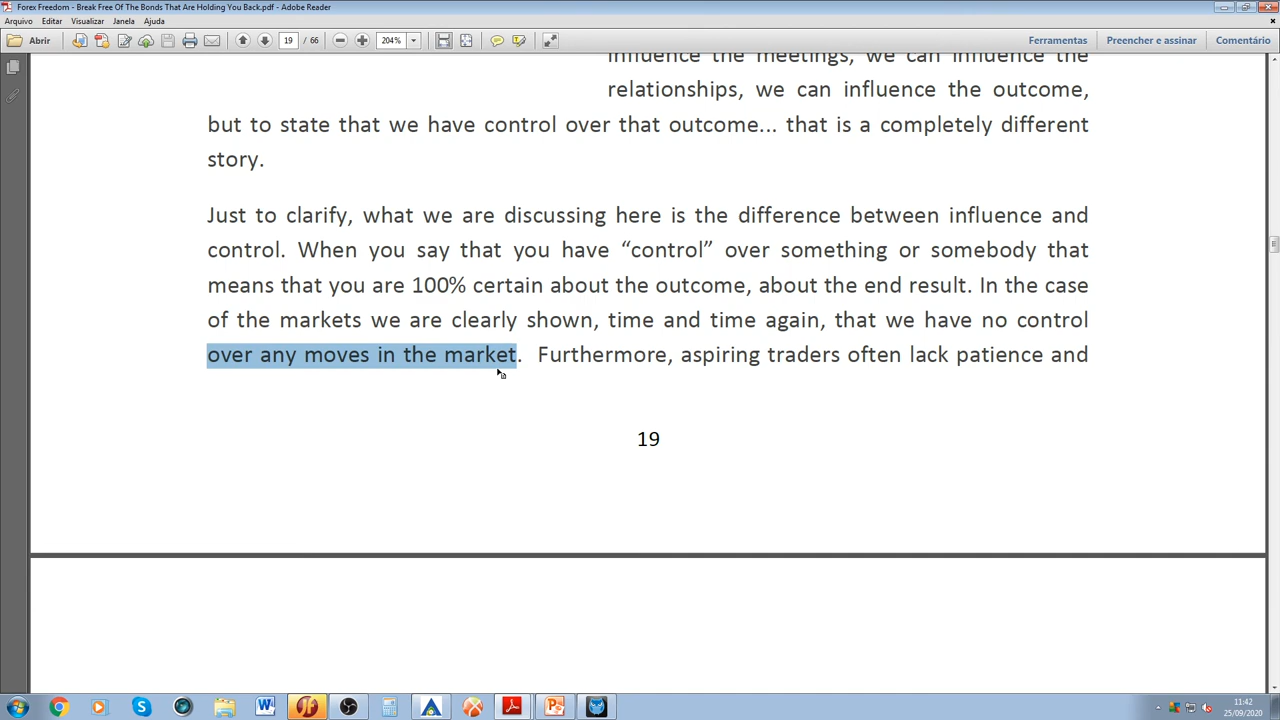 Forex Freedom - Break Free Of The Bonds That Are Holding You Back.pdf - Adobe Reader
Arquivo Editar Visualizar Janela Ajuda
Abrir 19 / 66 204% Ferramentas Preencher e assinar Comentário
influence the meetings, we can influence the
relationships, we can influence the outcome,
but to state that we have control over that outcome... that is a completely different
story.
Just to clarify, what we are discussing here is the difference between influence and
control. When you say that you have “control” over something or somebody that
means that you are 100% certain about the outcome, about the end result. In the case
of the markets we are clearly shown, time and time again, that we have no control
over any moves in the market. Furthermore, aspiring traders often lack patience and
19
11:42
25/09/2020